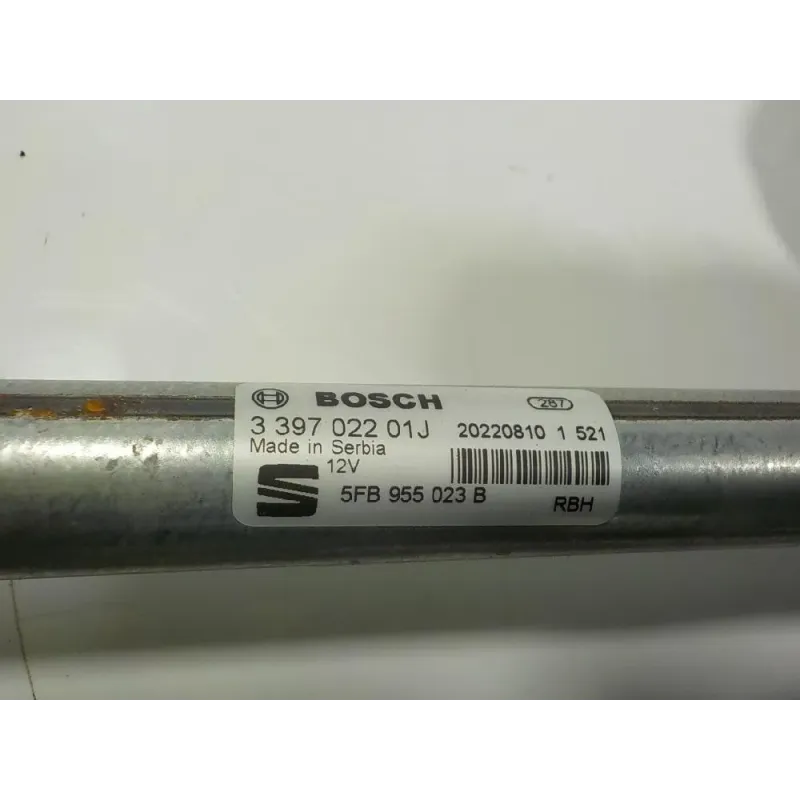 BOSCH 287
3 397 022 01J 20220810 1 521
Made in Serbia
12V
5FB 955 023 B RBH